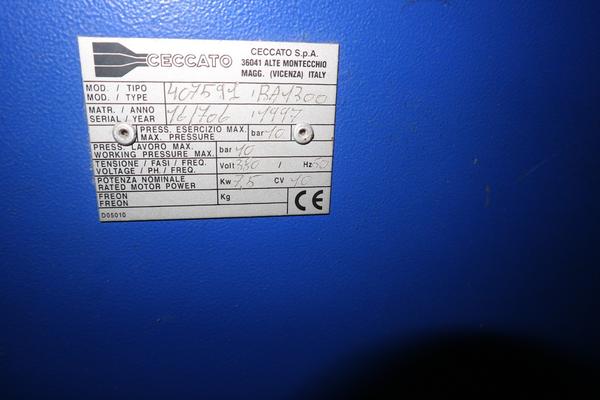 CECCATO
CECCATO S.p.A.
36041 ALTE MONTECCHIO
MAGG. (VICENZA) ITALY
MOD. / TIPO
MOD. / TYPE
407591
MATR. / ANNO
SERIAL / YEAR
16/706 1997
PRESS. ESERCIZIO MAX.
MAX. PRESSURE
bar 10
PRESS. LAVORO MAX.
WORKING PRESSURE MAX.
bar 10
TENSIONE / FASI / FREQ.
VOLTAGE / PH. / FREQ.
Volt 380 / Hz 50
POTENZA NOMINALE
RATED MOTOR POWER
Kw 7,5 CV 10
FREON
FREON
Kg
CE
D05010